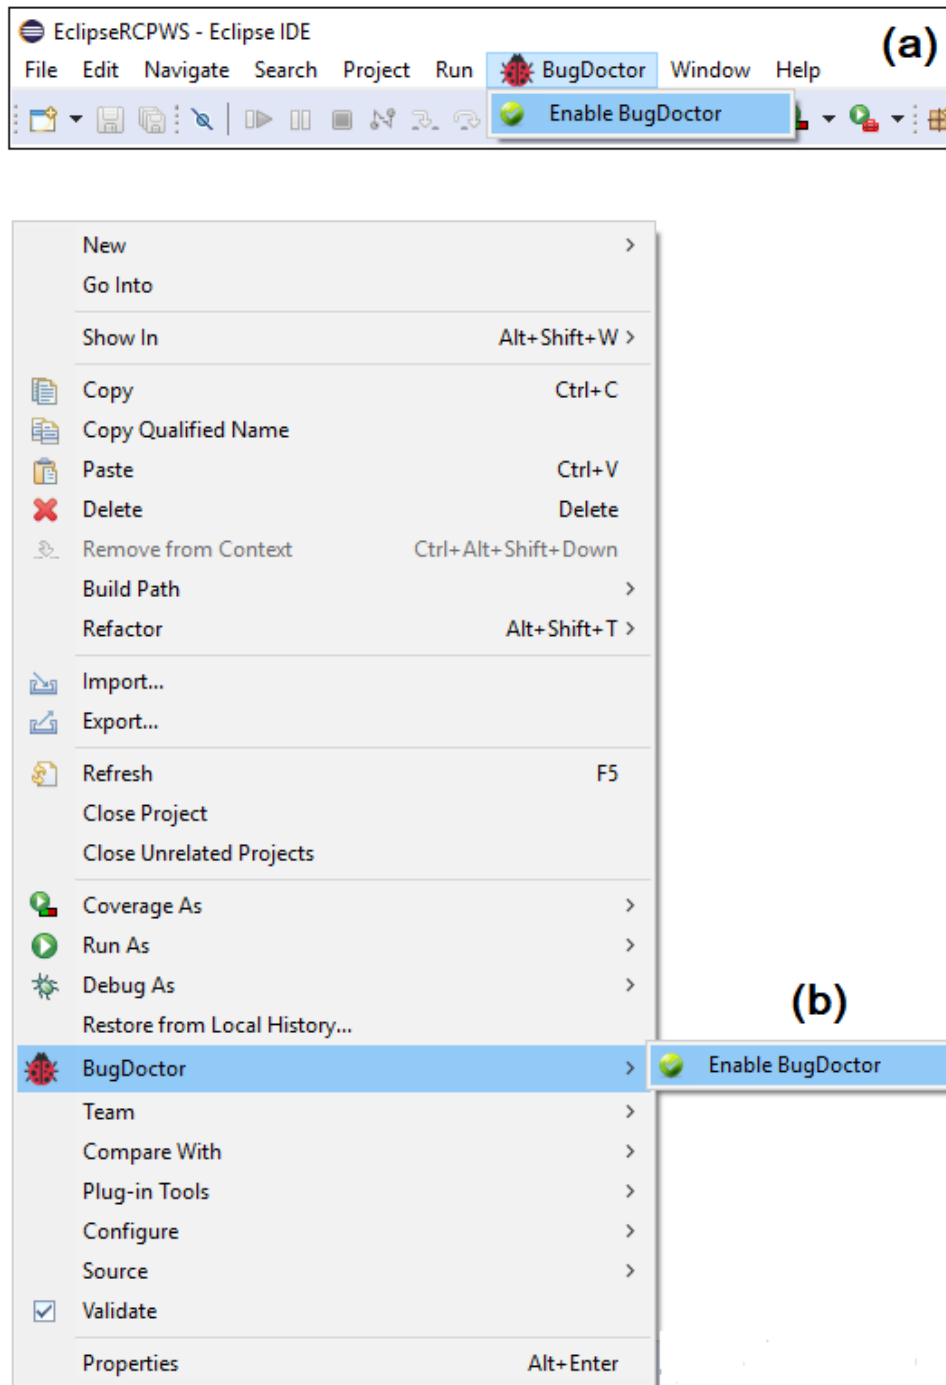 EclipseRCPWS - Eclipse IDE
(a)
File Edit Navigate Search Project Run BugDoctor Window Help
Enable BugDoctor
New
Go Into
Show In Alt+Shift+W
Copy Ctrl+C
Copy Qualified Name
Paste Ctrl+V
Delete Delete
Remove from Context Ctrl+Alt+Shift+Down
Build Path
Refactor Alt+Shift+T
Import...
Export...
Refresh F5
Close Project
Close Unrelated Projects
Coverage As
Run As
Debug As
(b)
Restore from Local History...
BugDoctor Enable BugDoctor
Team
Compare With
Plug-in Tools
Configure
Source
Validate
Properties Alt+Enter